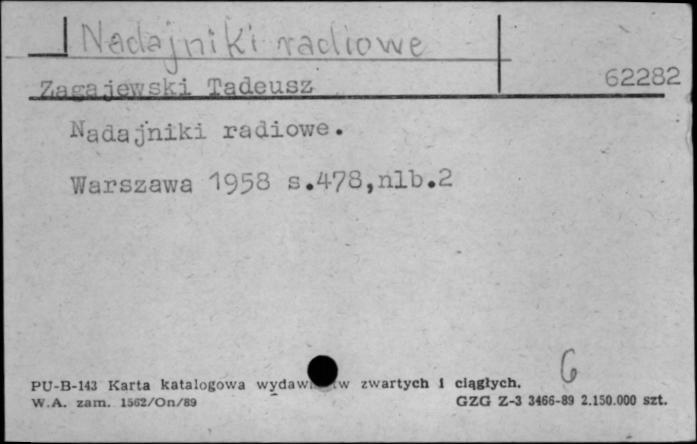 Nadajniki radiowe
Zagajewski Tadeusz 62282
Nadajniki radiowe.
Warszawa 1958 s.478,nlb.2
6
PU-B-143 Karta katalogowa zwartych i ciągłych.
W.A. zam. 1562/On/89 GZG Z-3 3466-89 2.150.000 szt.